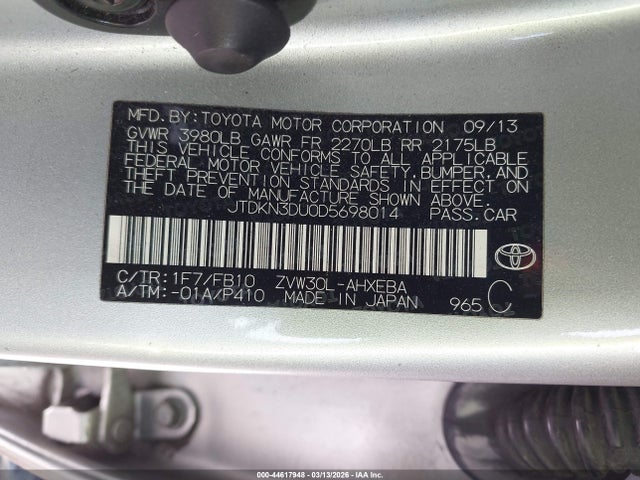 MFD. BY: TOYOTA MOTOR CORPORATION 09/13
GVWR 3980LB GAWR FR 2270LB RR 2175LB
THIS VEHICLE CONFORMS TO ALL APPLICABLE
FEDERAL MOTOR VEHICLE SAFETY, BUMPER, AND
THEFT PREVENTION STANDARDS IN EFFECT ON
THE DATE OF MANUFACTURE SHOWN ABOVE.
JTDKN3DU0D5698014 PASS. CAR
C/TR: 1F7/FB10 ZVW30L-AHXEBA
A/TM: -01A/P410 MADE IN JAPAN 965 C
000-44617948 | 03/13/2026 | IAA Inc.